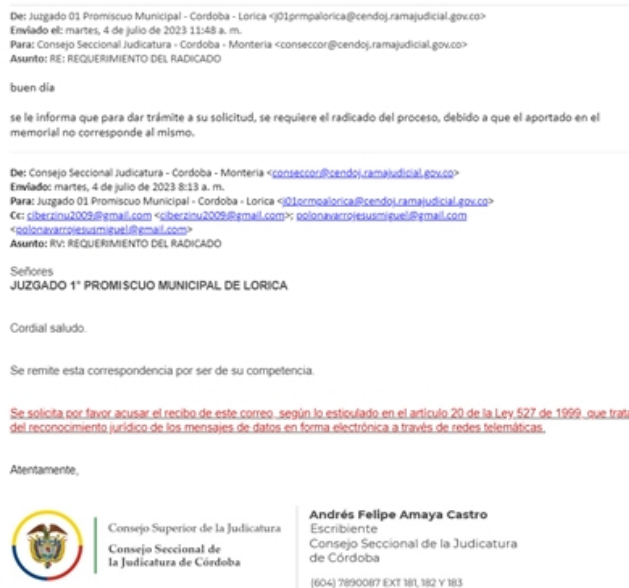 De: Juzgado 01 Promiscuo Municipal - Cordoba - Lorica <j01prmpalorica@cendoj.ramajudicial.gov.co>
Enviado el: martes, 4 de julio de 2023 11:48 a. m.
Para: Consejo Seccional Judicatura - Cordoba - Monteria <conseccor@cendoj.ramajudicial.gov.co>
Asunto: RE: REQUERIMIENTO DEL RADICADO
buen día
se le informa que para dar trámite a su solicitud, se requiere el radicado del proceso, debido a que el aportado en el
memorial no corresponde al mismo.
De: Consejo Seccional Judicatura - Cordoba - Monteria <conseccor@cendoj.ramajudicial.gov.co>
Enviado: martes, 4 de julio de 2023 8:13 a. m.
Para: Juzgado 01 Promiscuo Municipal - Cordoba - Lorica <j01prmpalorica@cendoj.ramajudicial.gov.co>
Cc: ciberzinu2009@gmail.com <ciberzinu2009@gmail.com>; polonavarrojesusmiguel@gmail.com
<polonavarrojesusmiguel@gmail.com>
Asunto: RV: REQUERIMIENTO DEL RADICADO
Señores
JUZGADO 1° PROMISCUO MUNICIPAL DE LORICA
Cordial saludo.
Se remite esta correspondencia por ser de su competencia.
Se solicita por favor acusar el recibo de este correo, según lo estipulado en el artículo 20 de la Ley 527 de 1999, que trata
del reconocimiento jurídico de los mensajes de datos en forma electrónica a través de redes telemáticas.
Atentamente,
Consejo Superior de la Judicatura
Consejo Seccional de
la Judicatura de Córdoba
Andrés Felipe Amaya Castro
Escribiente
Consejo Seccional de la Judicatura
de Córdoba
(604) 7890087 EXT 181, 182 Y 183